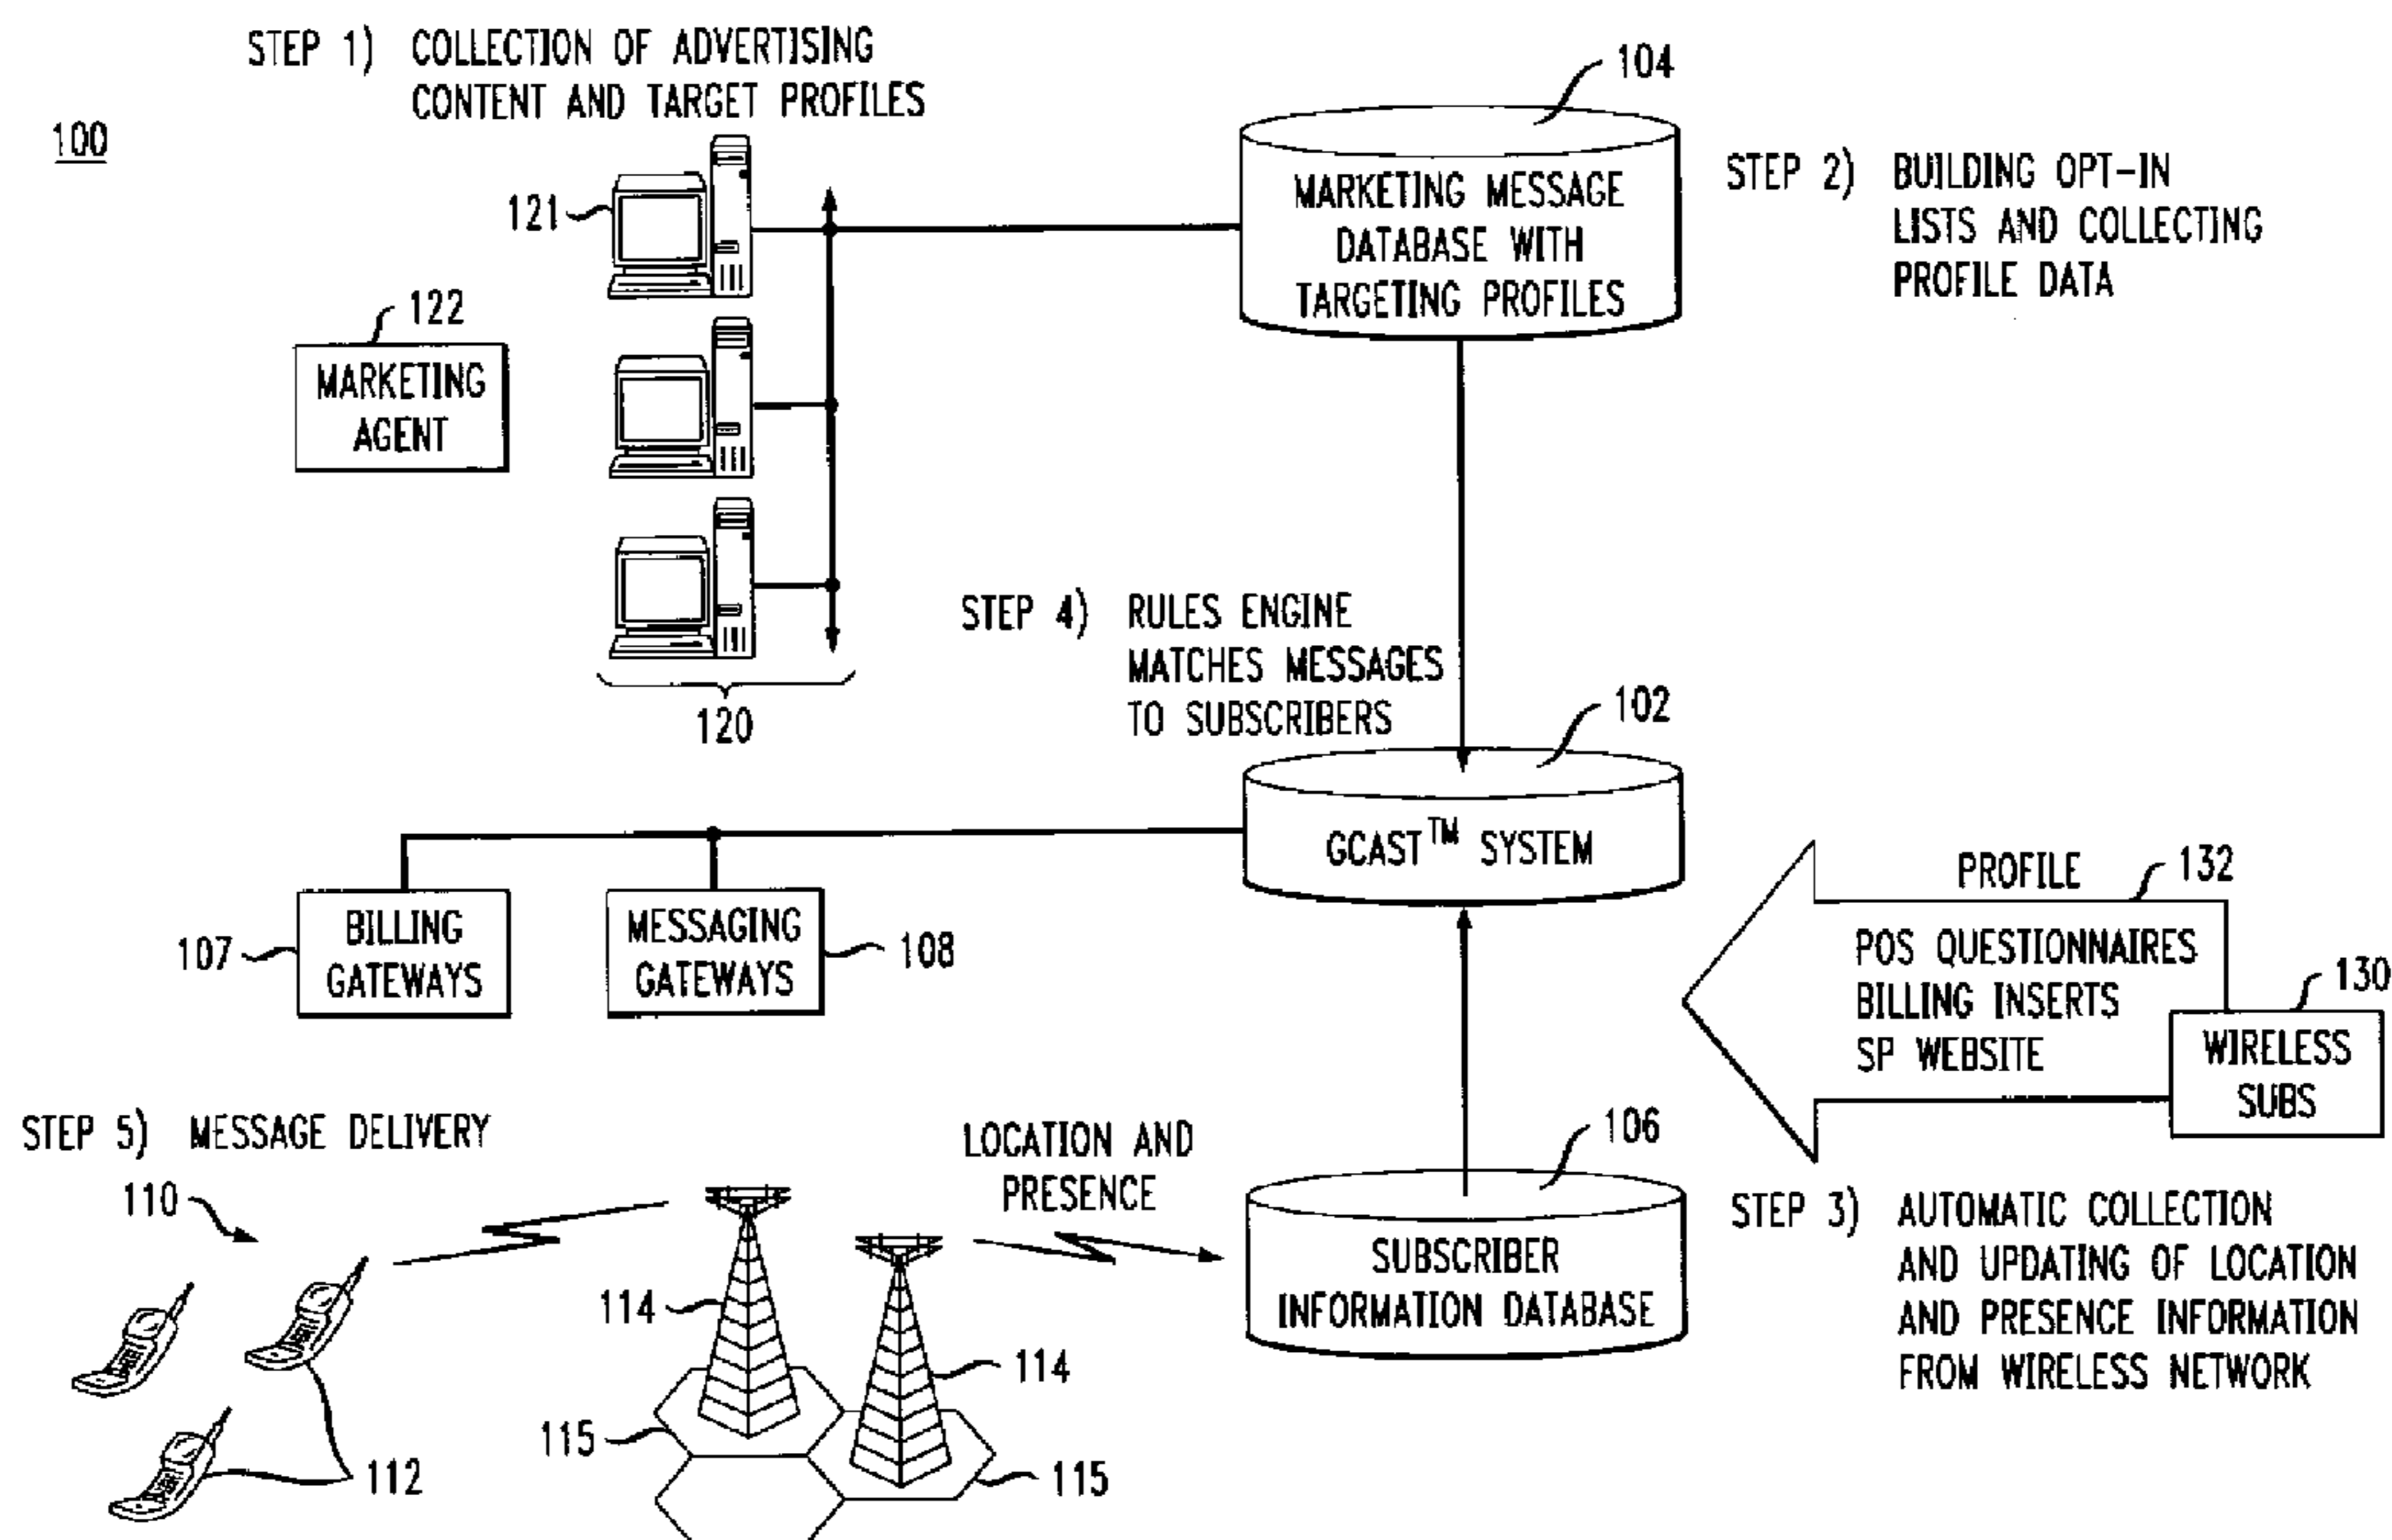 STEP 1) COLLECTION OF ADVERTISING
CONTENT AND TARGET PROFILES
100
104
121
MARKETING MESSAGE
DATABASE WITH
TARGETING PROFILES
STEP 2) BUILDING OPT-IN
LISTS AND COLLECTING
PROFILE DATA
122
MARKETING
AGENT
120
STEP 4) RULES ENGINE
MATCHES MESSAGES
TO SUBSCRIBERS
102
GCAST™ SYSTEM
107
BILLING
GATEWAYS
MESSAGING
GATEWAYS
108
PROFILE
132
POS QUESTIONNAIRES
BILLING INSERTS
SP WEBSITE
130
WIRELESS
SUBS
STEP 5) MESSAGE DELIVERY
110
112
LOCATION AND
PRESENCE
114
114
115
115
106
SUBSCRIBER
INFORMATION DATABASE
STEP 3) AUTOMATIC COLLECTION
AND UPDATING OF LOCATION
AND PRESENCE INFORMATION
FROM WIRELESS NETWORK